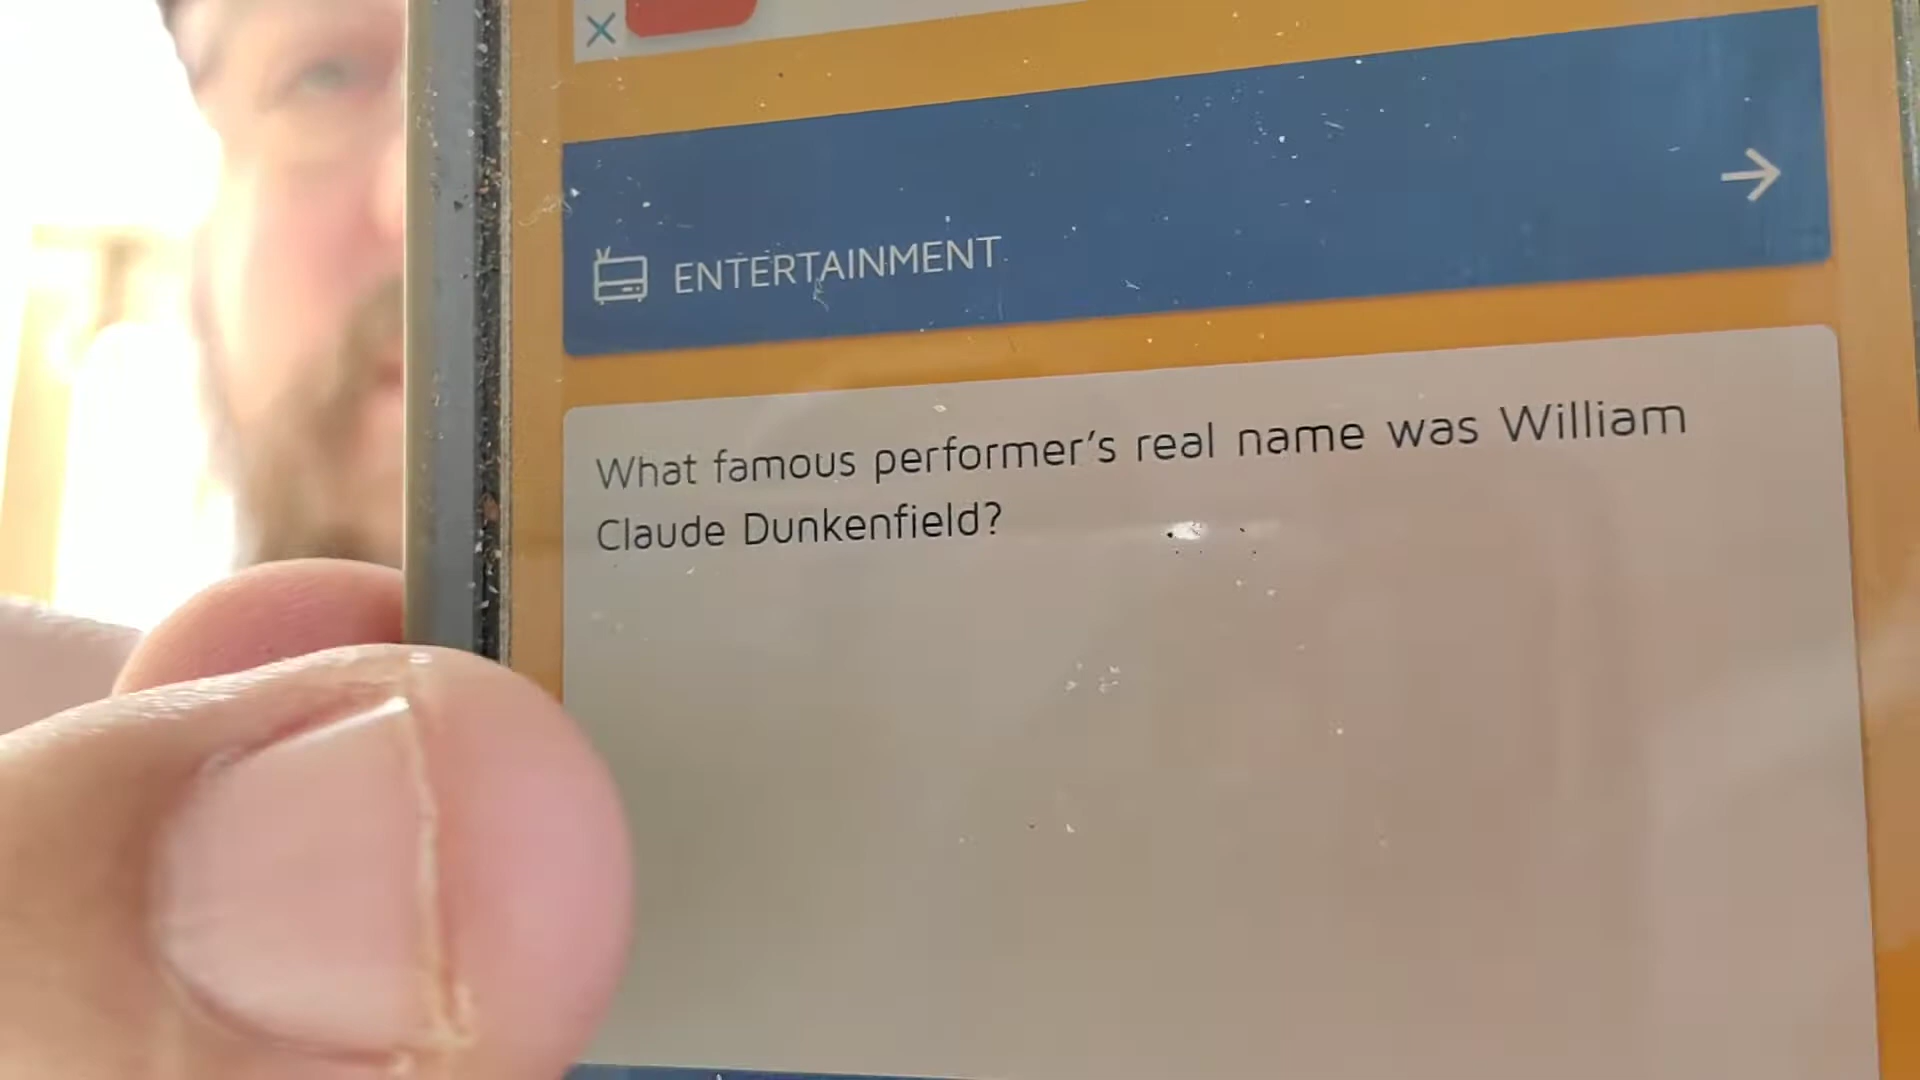 ENTERTAINMENT
What famous performer's real name was William
Claude Dunkenfield?